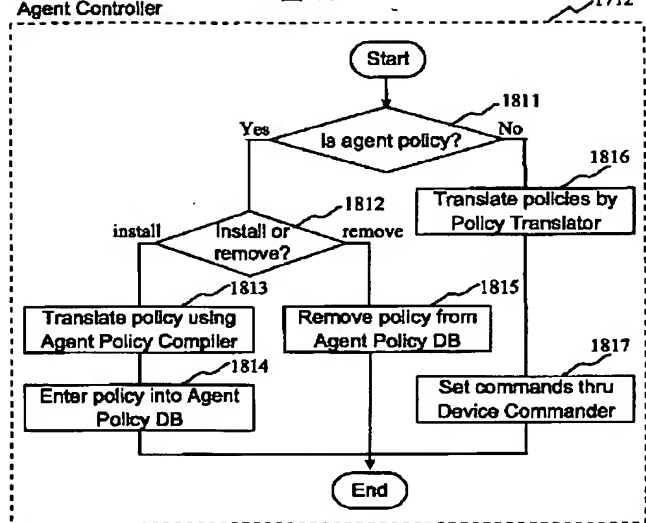 Agent Controller
1712
Start
1811
Yes
Is agent policy?
No
1816
Translate policies by
Policy Translator
1812
install
Install or
remove?
remove
1813
Translate policy using
Agent Policy Compiler
1815
Remove policy from
Agent Policy DB
1814
Enter policy into Agent
Policy DB
1817
Set commands thru
Device Commander
End